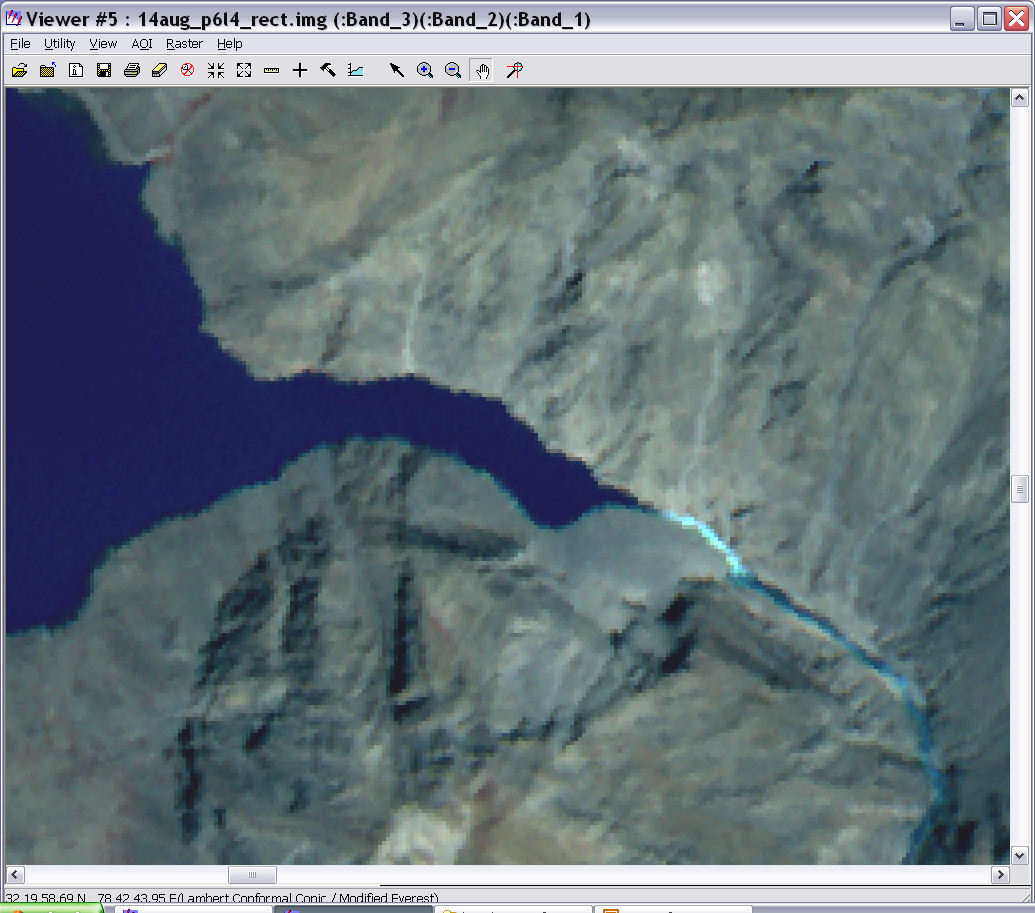 Viewer #5 : 14aug_p6l4_rect.img (:Band_3)(:Band_2)(:Band_1)
File Utility View AOI Raster Help
32 19 58.69 N 78 42 43.95 E(Lambert Conformal Conic / Modified Everest)